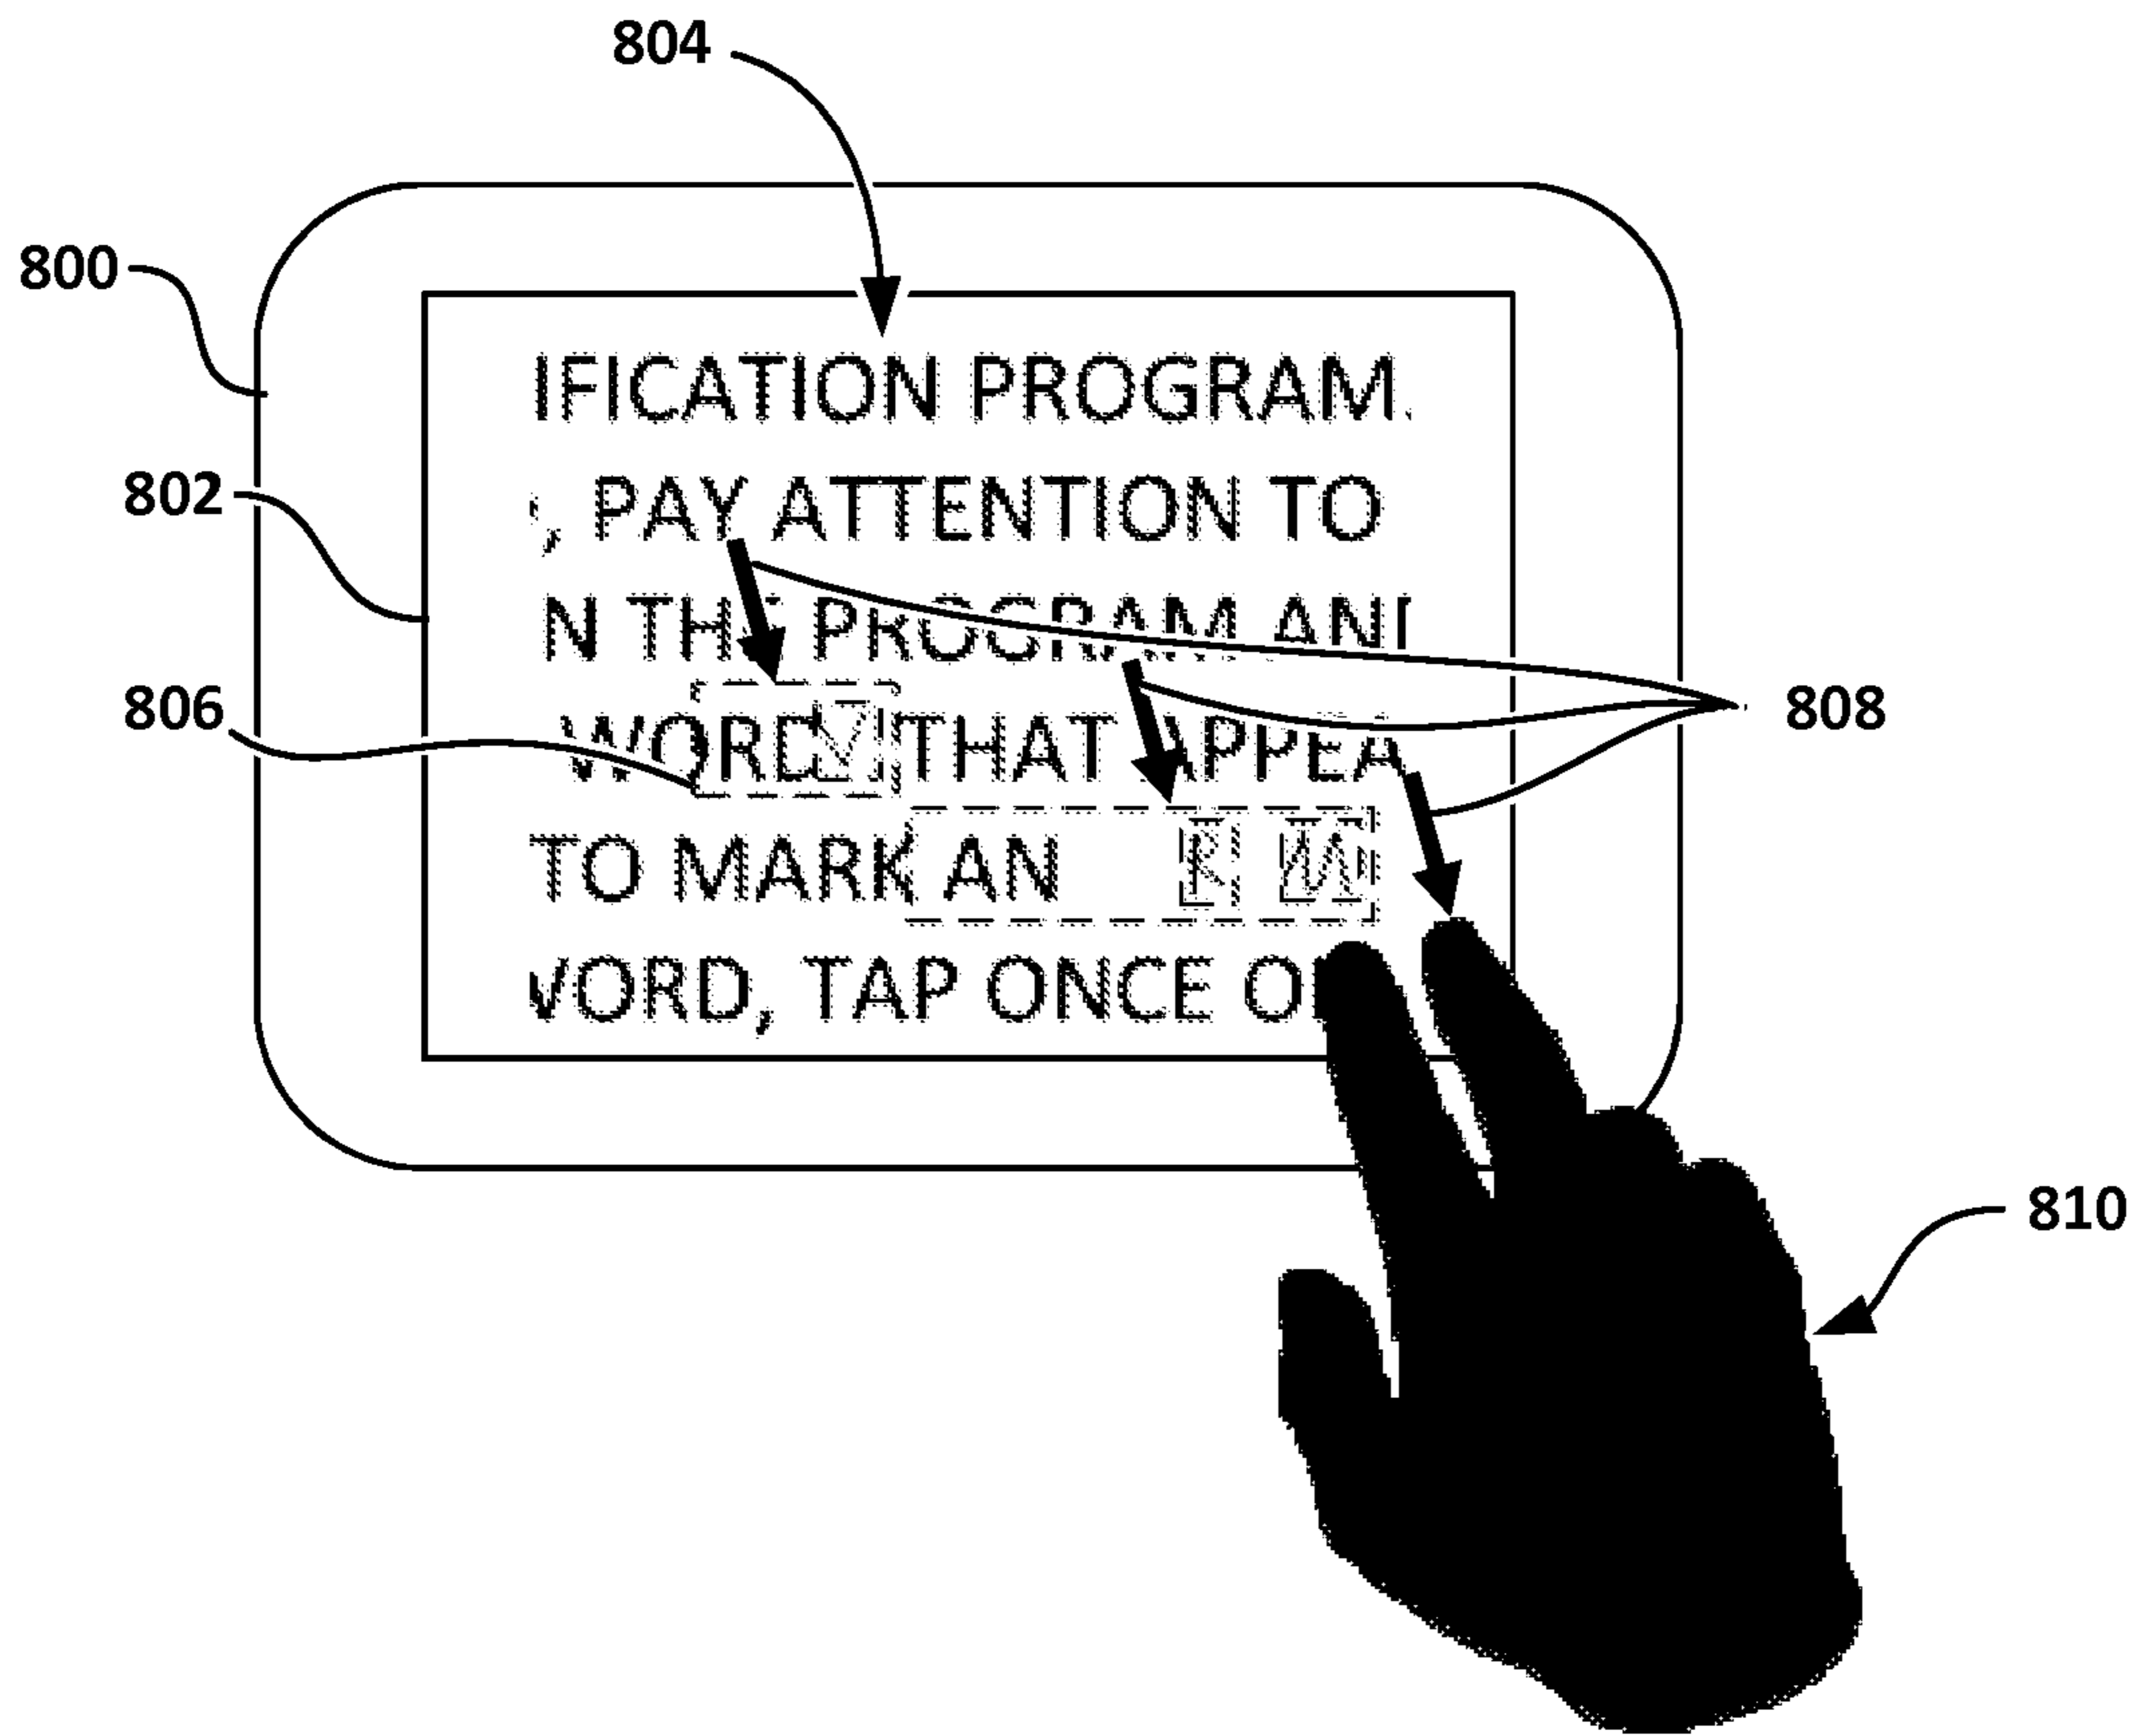 804
800
IFICATION PROGRAM.
802
, PAY ATTENTION TO
N THE PROGRAM AN
806
WORD THAT APPEA
808
TO MARK AN
WORD, TAP ONCE O
810